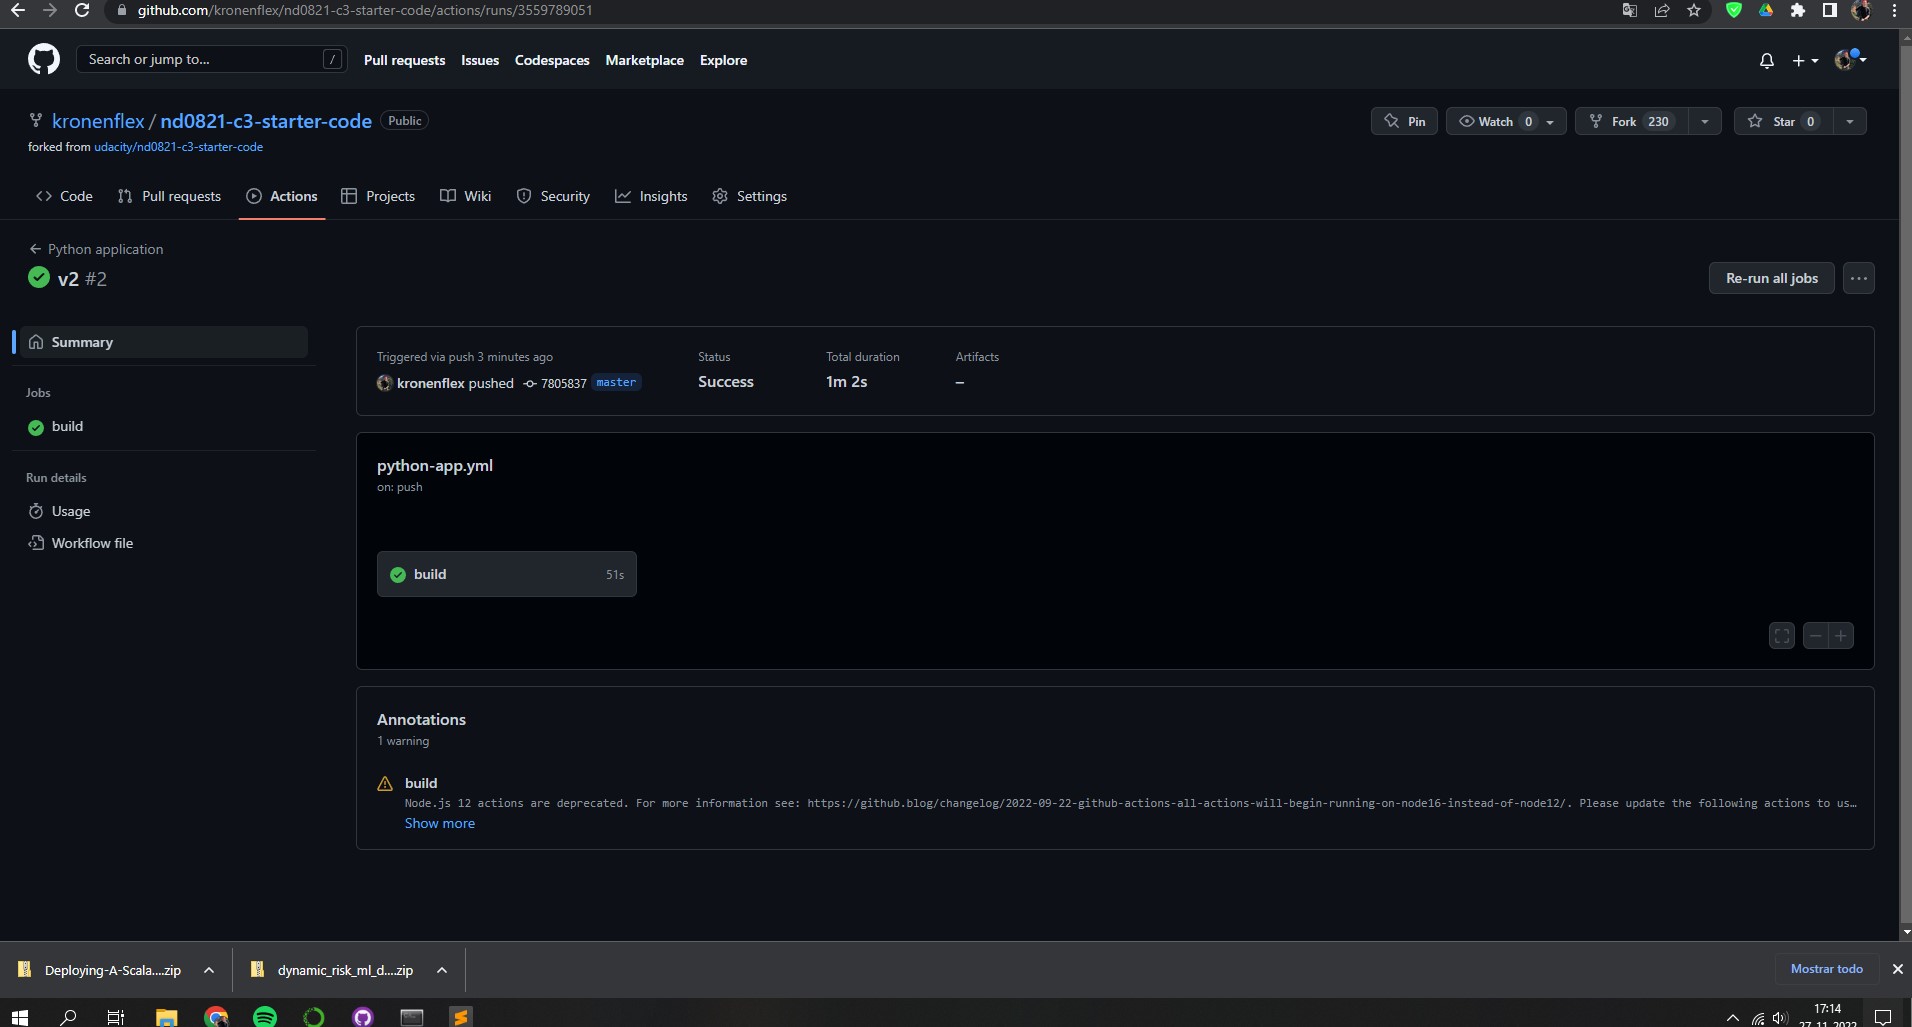 github.com/kronenflex/nd0821-c3-starter-code/actions/runs/3559789051
Search or jump to... /
Pull requests Issues Codespaces Marketplace Explore
kronenflex / nd0821-c3-starter-code Public
Pin Watch 0 Fork 230 Star 0
forked from udacity/nd0821-c3-starter-code
Code Pull requests Actions Projects Wiki Security Insights Settings
Python application
v2 #2
Re-run all jobs
Summary
Jobs
build
Run details
Usage
Workflow file
Triggered via push 3 minutes ago
kronenflex pushed 7805837 master
Status
Success
Total duration
1m 2s
Artifacts
–
python-app.yml
on: push
build 51s
Annotations
1 warning
build
Node.js 12 actions are deprecated. For more information see: https://github.blog/changelog/2022-09-22-github-actions-all-actions-will-begin-running-on-node16-instead-of-node12/. Please update the following actions to us…
Show more
Deploying-A-Scala....zip dynamic_risk_ml_d....zip Mostrar todo
17:14
27-11-2022